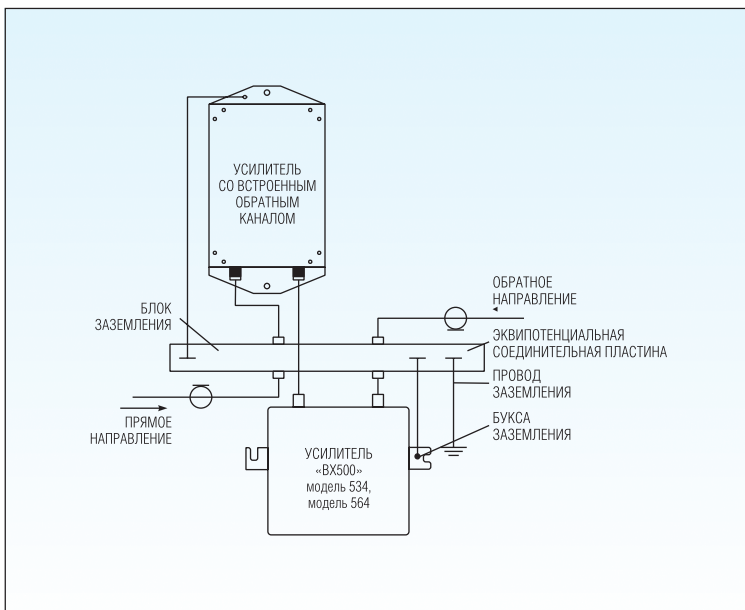 УСИЛИТЕЛЬ
СО ВСТРОЕННЫМ
ОБРАТНЫМ
КАНАЛОМ
БЛОК
ЗАЗЕМЛЕНИЯ
ОБРАТНОЕ
НАПРАВЛЕНИЕ
ЭКВИПОТЕНЦИАЛЬНАЯ
СОЕДИНИТЕЛЬНАЯ ПЛАСТИНА
ПРОВОД
ЗАЗЕМЛЕНИЯ
ПРЯМОЕ
НАПРАВЛЕНИЕ
БУКСА
ЗАЗЕМЛЕНИЯ
УСИЛИТЕЛЬ
«ВХ500»
модель 534,
модель 564